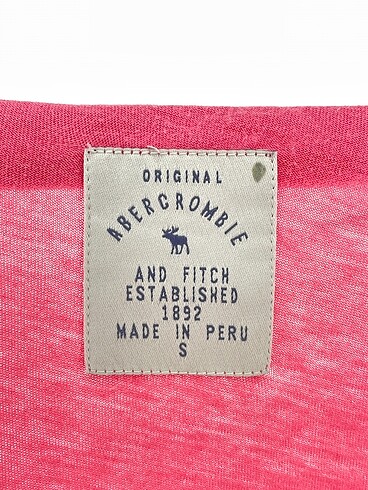 ORIGINAL
ABERCROMBIE
AND FITCH
ESTABLISHED
1892
MADE IN PERU
S